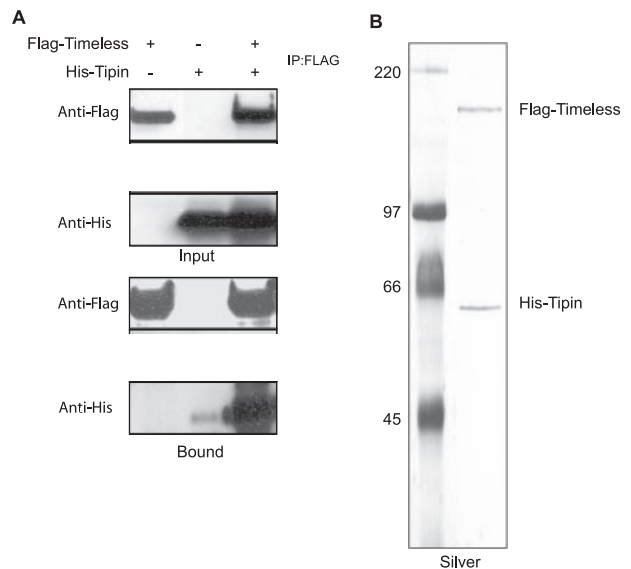 A
Flag-Timeless + - +
His-Tipin - + +
IP:FLAG
Anti-Flag
Anti-His
Input
Anti-Flag
Anti-His
Bound
B
220
97
66
45
Flag-Timeless
His-Tipin
Silver